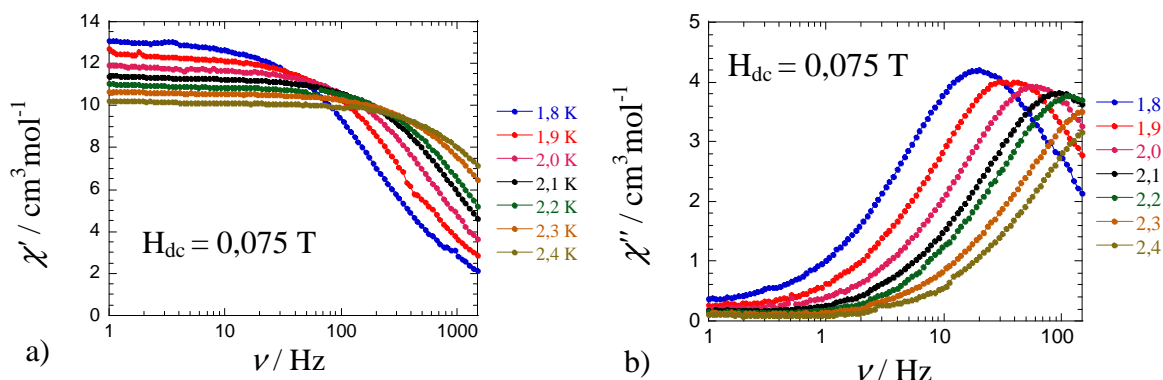 14
12
10
8
6
4
2
0
χ′ / cm³mol⁻¹
H_dc = 0,075 T
1
10
100
1000
ν / Hz
a)
1,8 K
1,9 K
2,0 K
2,1 K
2,2 K
2,3 K
2,4 K
5
4
3
2
1
0
χ″ / cm³mol⁻¹
H_dc = 0,075 T
1
1
10
100
ν / Hz
b)
1,8
1,9
2,0
2,1
2,2
2,3
2,4